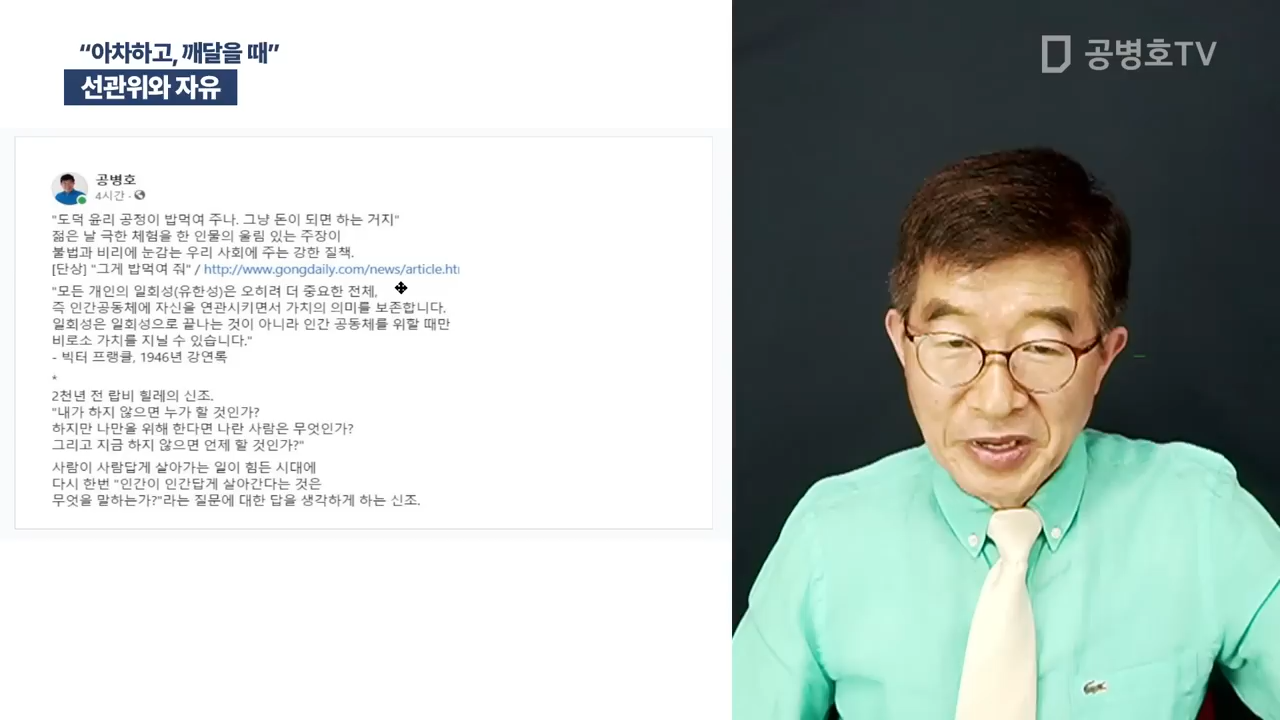 “아차하고, 깨달을 때”
선관위와 자유
공병호TV
공병호
4시간 ·
"도덕 윤리 공정이 밥먹여 주나. 그냥 돈이 되면 하는 거지"
젊은 날 극한 체험을 한 인물의 울림 있는 주장이
불법과 비리에 눈감는 우리 사회에 주는 강한 질책.
[단상] "그게 밥먹여 줘" / http://www.gongdaily.com/news/article.ht
"모든 개인의 일회성(유한성)은 오히려 더 중요한 전체,
즉 인간공동체에 자신을 연관시키면서 가치의 의미를 보존합니다.
일회성은 일회성으로 끝나는 것이 아니라 인간 공동체를 위할 때만
비로소 가치를 지닐 수 있습니다."
- 빅터 프랭클, 1946년 강연록
*
2천년 전 랍비 힐레의 신조.
"내가 하지 않으면 누가 할 것인가?
하지만 나만을 위해 한다면 나란 사람은 무엇인가?
그리고 지금 하지 않으면 언제 할 것인가?"
사람이 사람답게 살아가는 일이 힘든 시대에
다시 한번 "인간이 인간답게 살아간다는 것은
무엇을 말하는가?"라는 질문에 대한 답을 생각하게 하는 신조.